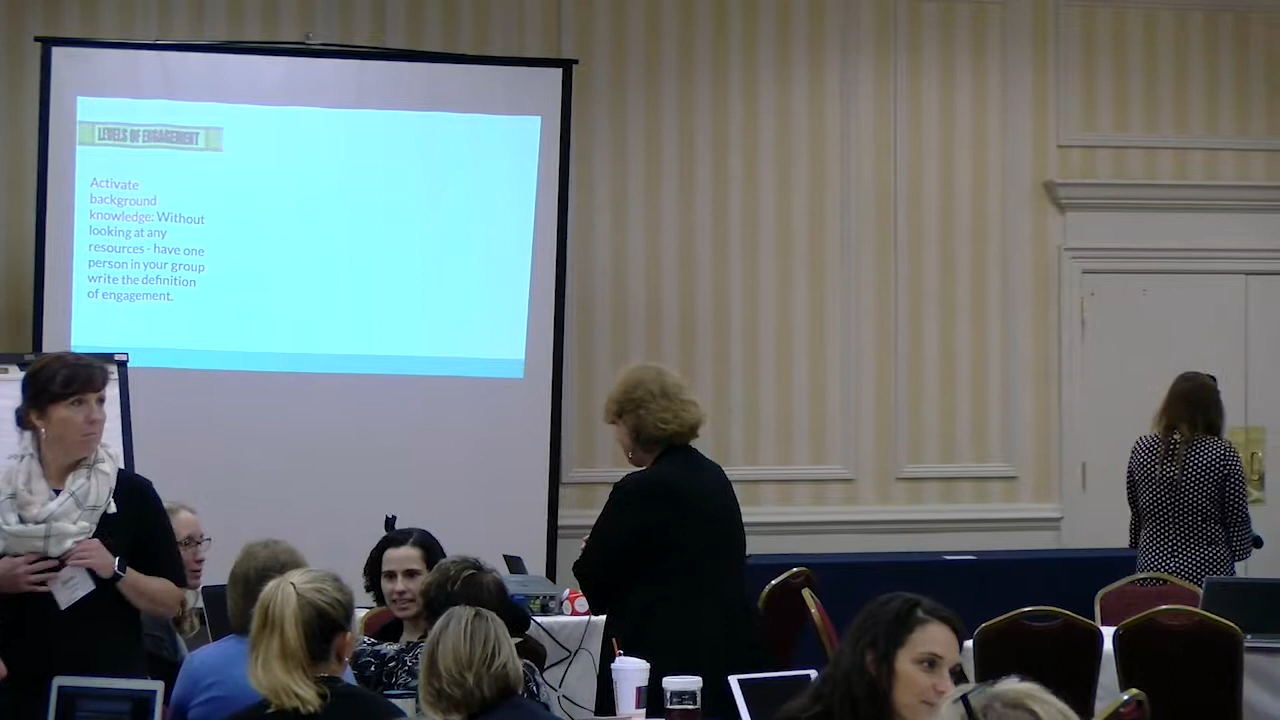 LEVELS OF ENGAGEMENT
Activate
background
knowledge: Without
looking at any
resources - have one
person in your group
write the definition
of engagement.